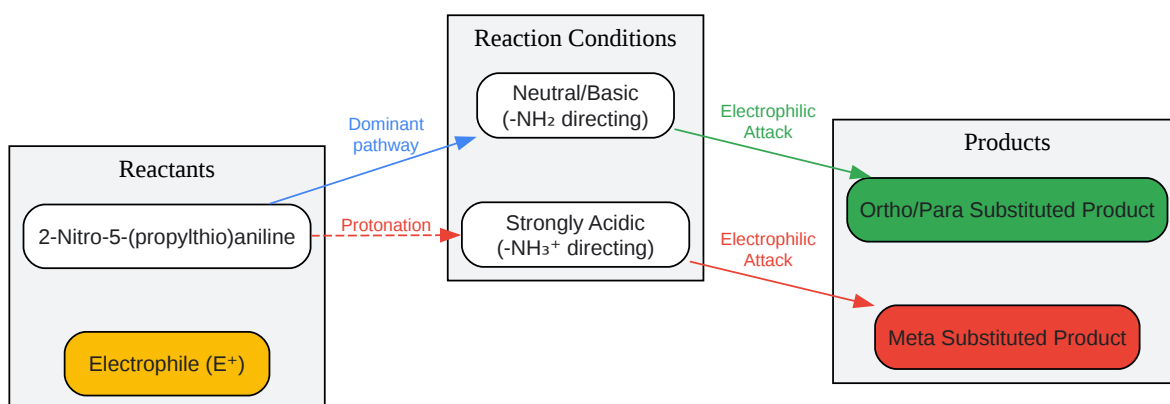 Reactants
2-Nitro-5-(propylthio)aniline
Electrophile (E⁺)
Dominant
pathway
Protonation
Reaction Conditions
Neutral/Basic
(-NH₂ directing)
Strongly Acidic
(-NH₃⁺ directing)
Electrophilic
Attack
Electrophilic
Attack
Products
Ortho/Para Substituted Product
Meta Substituted Product